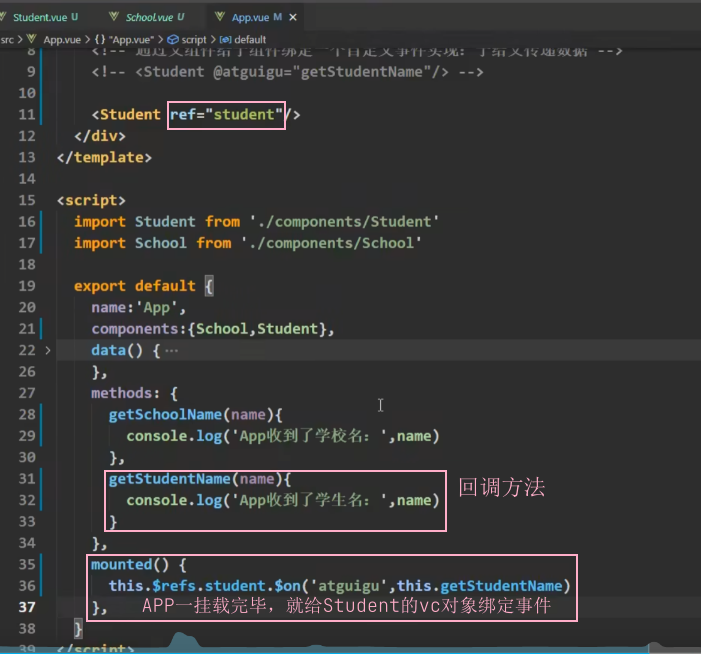 Student.vue U School.vue U App.vue M ×
src > App.vue > {} "App.vue" > script > default
8 <!-- 通过父组件给子组件绑定一个自定义事件实现：子给父传递数据 -->
9 <!-- <Student @atguigu="getStudentName"/> -->
10
11 <Student ref="student"/>
12 </div>
13 </template>
14
15 <script>
16 import Student from './components/Student'
17 import School from './components/School'
18
19 export default {
20 name:'App',
21 components:{School,Student},
22 data() {…
26 },
27 methods: {
28 getSchoolName(name){
29 console.log('App收到了学校名：',name)
30 },
31 getStudentName(name){
32 console.log('App收到了学生名：',name)
回调方法
33 }
34 },
35 mounted() {
36 this.$refs.student.$on('atguigu',this.getStudentName)
37 },
APP一挂载完毕，就给Student的vc对象绑定事件
38 }
39 </script>